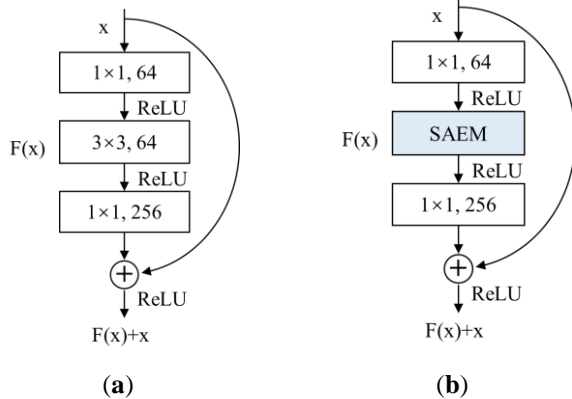 x
1×1, 64
ReLU
F(x)
3×3, 64
ReLU
1×1, 256
ReLU
F(x)+x
(a)
x
1×1, 64
ReLU
F(x)
SAEM
ReLU
1×1, 256
ReLU
F(x)+x
(b)